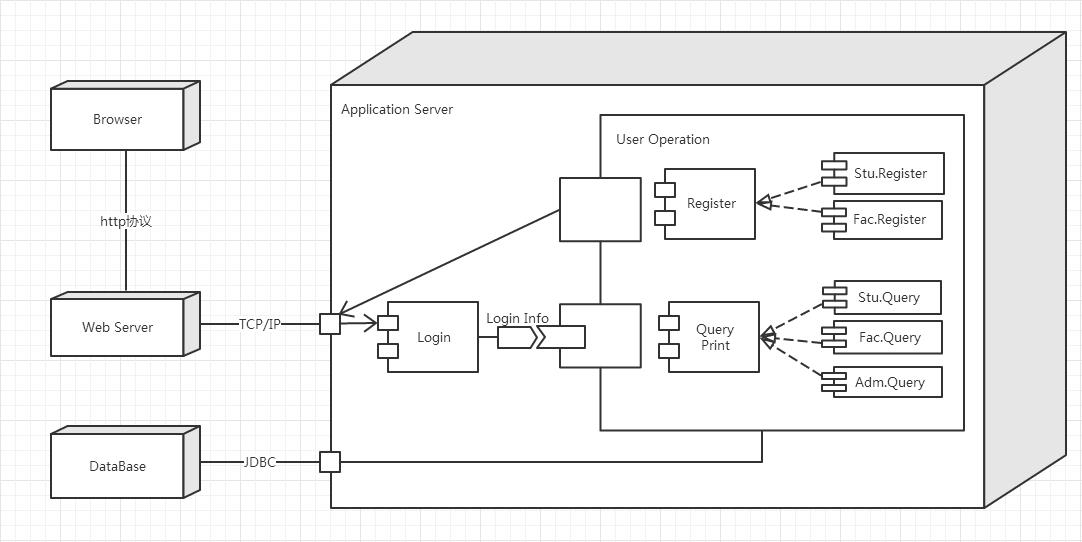 Browser
http协议
Web Server
TCP/IP
DataBase
JDBC
Application Server
Login
Login Info
User Operation
Register
Stu.Register
Fac.Register
Query
Print
Stu.Query
Fac.Query
Adm.Query